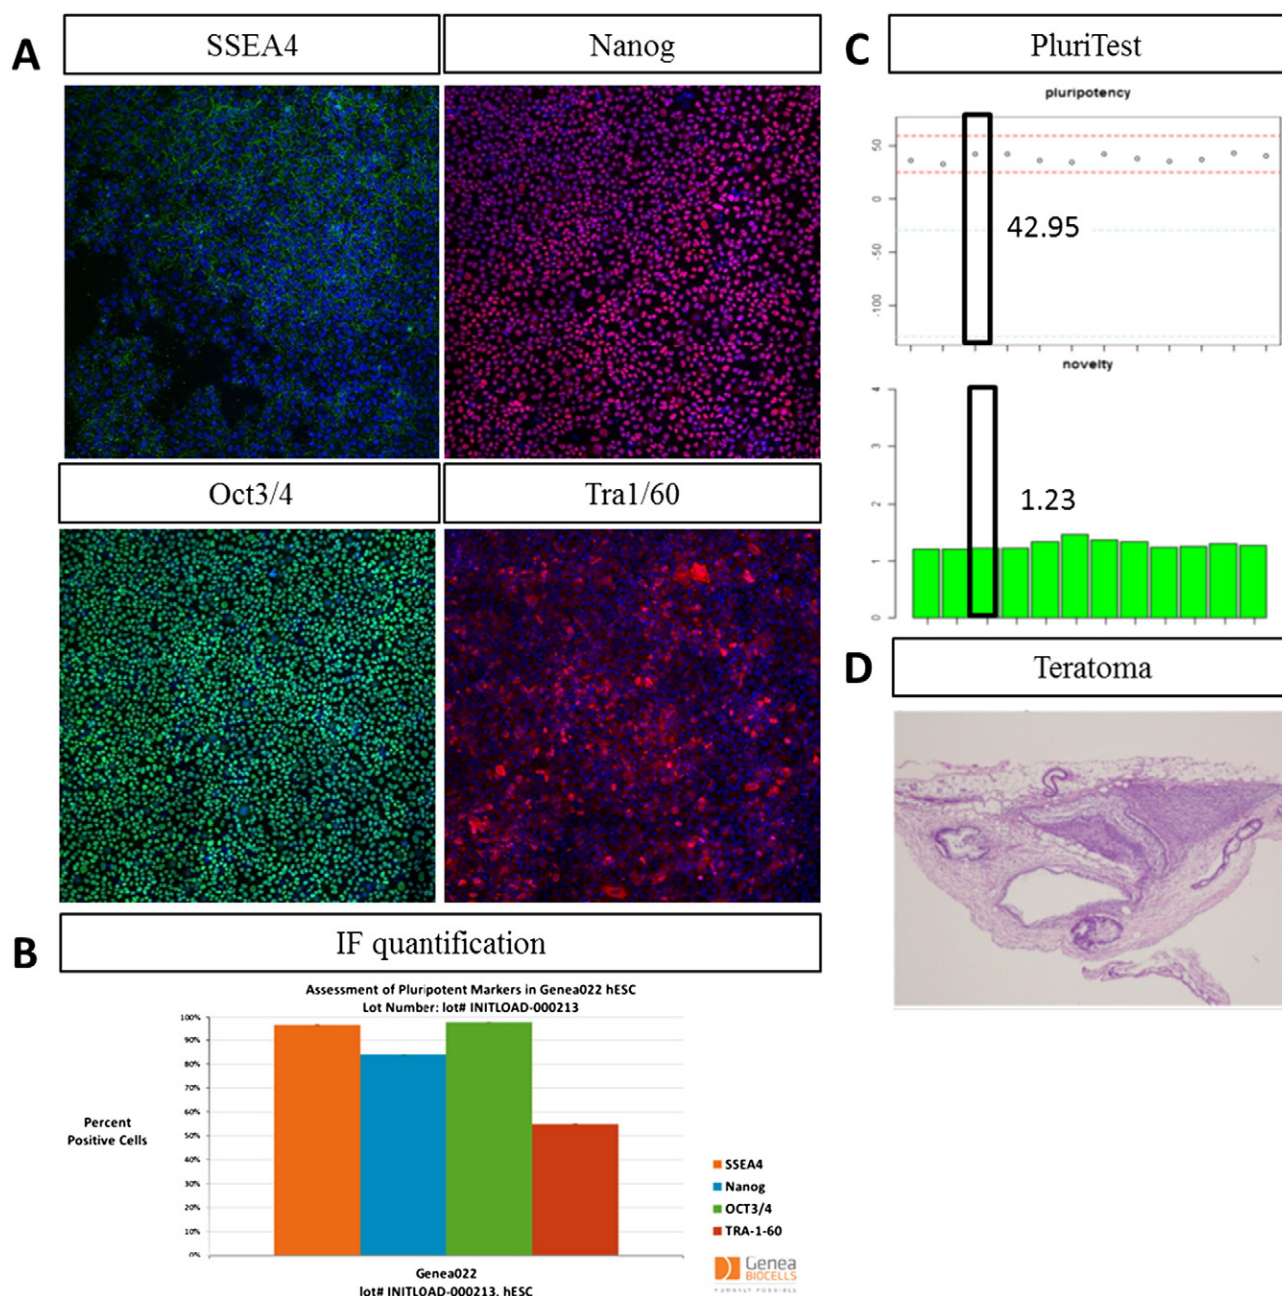 A
SSEA4
Nanog
Oct3/4
Tra1/60
B
IF quantification
Assessment of Pluripotent Markers in Genea022 hESC
Lot Number: lot# INITLOAD-000213
100%
90%
80%
70%
60%
50%
40%
30%
20%
10%
0%
Percent
Positive Cells
SSEA4
Nanog
OCT3/4
TRA-1-60
Genea022
lot# INITLOAD-000213, hESC
Genea
BIOCELLS
HUMANLY POSSIBLE
C
PluriTest
pluripotency
50
0
-50
-100
42.95
novelty
4
3
2
1
0
1.23
D
Teratoma